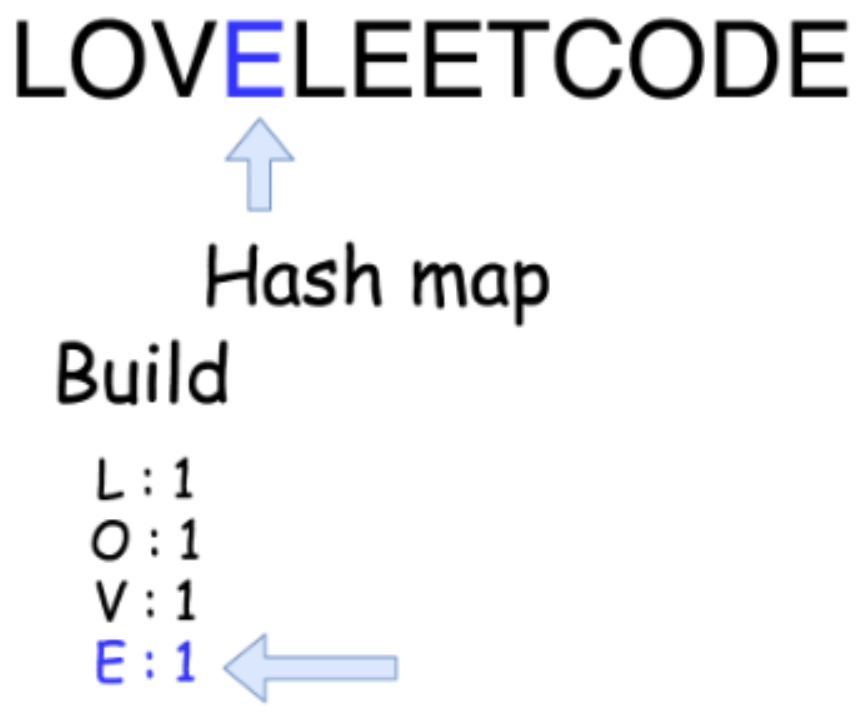 LOVELEETCODE
Hash map
Build
L : 1
O : 1
V : 1
E : 1